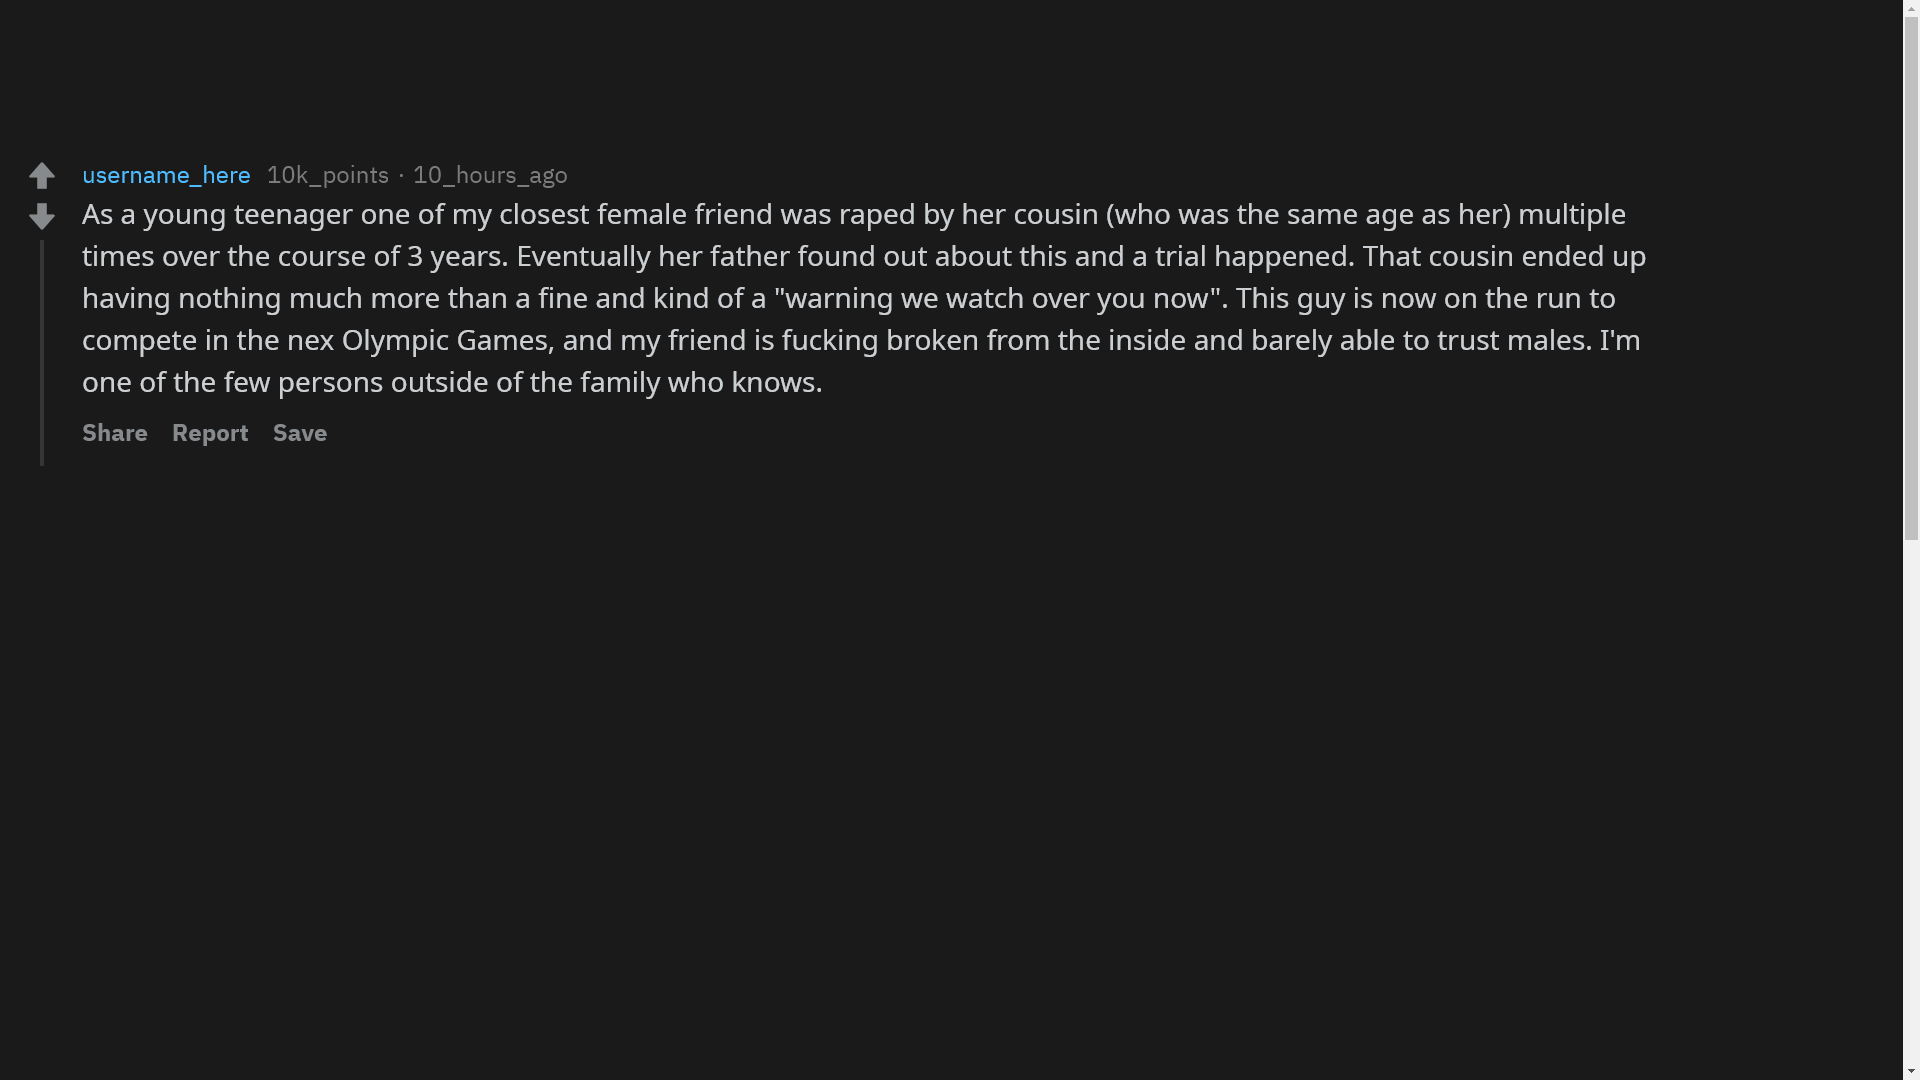 username_here 10k_points · 10_hours_ago
As a young teenager one of my closest female friend was raped by her cousin (who was the same age as her) multiple
times over the course of 3 years. Eventually her father found out about this and a trial happened. That cousin ended up
having nothing much more than a fine and kind of a "warning we watch over you now". This guy is now on the run to
compete in the nex Olympic Games, and my friend is fucking broken from the inside and barely able to trust males. I'm
one of the few persons outside of the family who knows.
Share Report Save